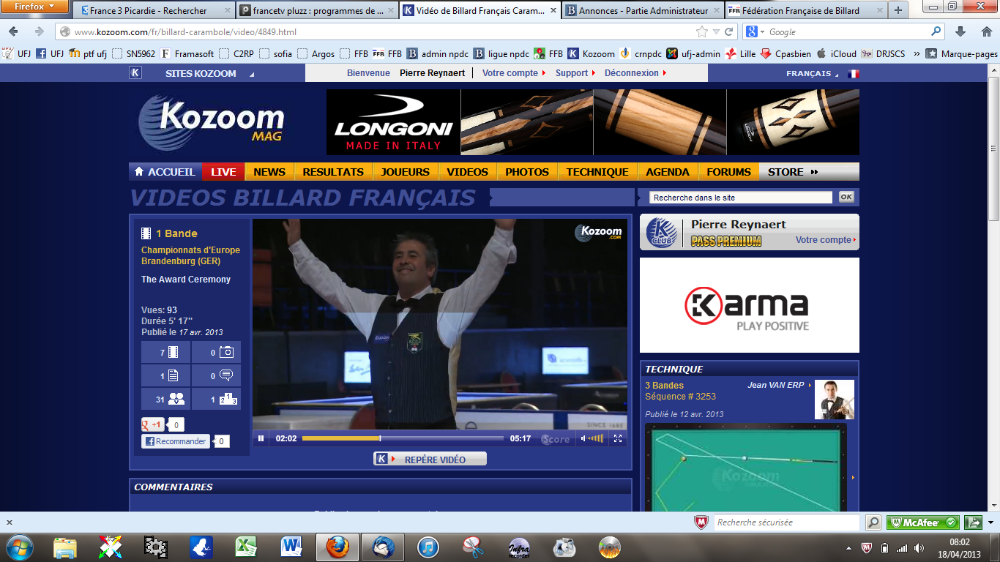 Firefox
France 3 Picardie - Rechercher
francetv pluzz : programmes de ...
Vidéo de Billard Français Caram...
Annonces - Partie Administrateur
FFB Fédération Française de Billard
www.kozoom.com/fr/billard-carambole/video/4849.html
Google
UFJ UFJ ptf ufj SN5962 Framasoft C2RP sofia Argos FFB FFB admin npdc ligue npdc FFB Kozoom crnpdc ufj-admin Lille Cpasbien iCloud DRJSCS » Marque-pages
SITES KOZOOM
Bienvenue Pierre Reynaert Votre compte Support Déconnexion
FRANÇAIS
Kozoom
MAG
LONGONI
MADE IN ITALY
ACCUEIL LIVE NEWS RESULTATS JOUEURS VIDEOS PHOTOS TECHNIQUE AGENDA FORUMS STORE
VIDEOS BILLARD FRANÇAIS
Recherche dans le site OK
1 Bande
Championnats d'Europe
Brandenburg (GER)
The Award Ceremony
Vues: 93
Durée 5' 17"
Publié le 17 avr. 2013
7 0
1 0
31 1
+1 0
Recommander 0
Kozoom
.COM
SINCE 1680
02:02 05:17 Score
REPÈRE VIDÉO
COMMENTAIRES
K CLUB
Pierre Reynaert
PASS PREMIUM Votre compte
Karma
PLAY POSITIVE
TECHNIQUE
3 Bandes Jean VAN ERP
Séquence # 3253
Publié le 12 avr. 2013
Kozoom
x
Recherche sécurisée
McAfee
Infra
recorder
08:02
18/04/2013